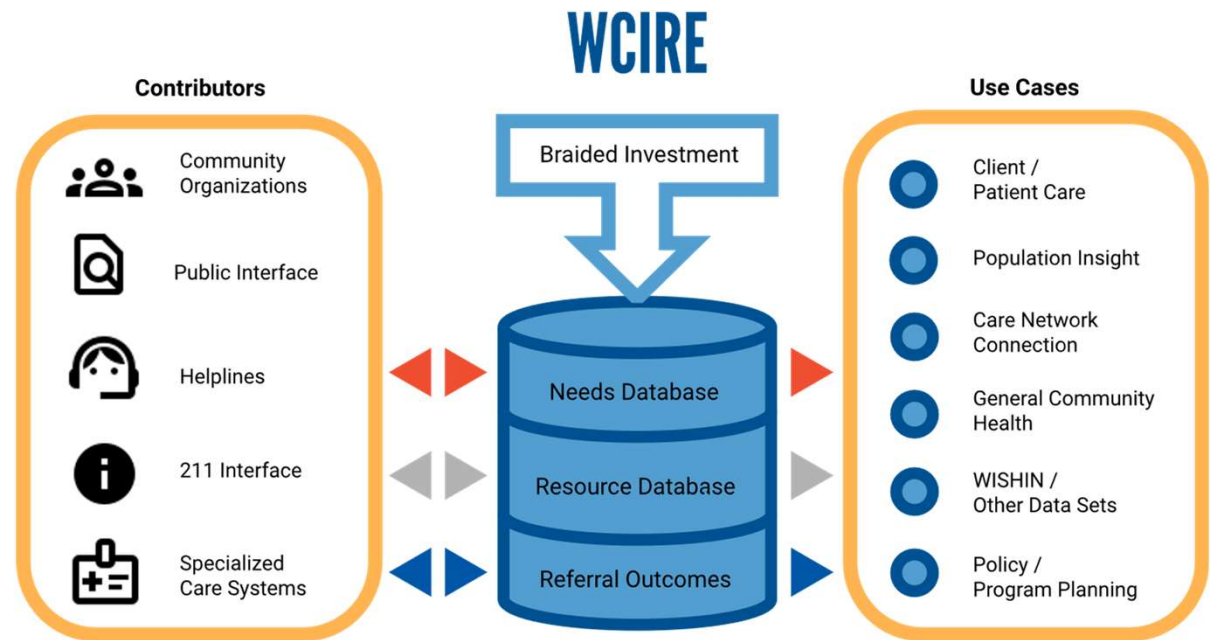 WCIRE
Contributors
Community
Organizations
Public Interface
Helplines
211 Interface
Specialized
Care Systems
Braided Investment
Needs Database
Resource Database
Referral Outcomes
Use Cases
Client /
Patient Care
Population Insight
Care Network
Connection
General Community
Health
WISHIN /
Other Data Sets
Policy /
Program Planning